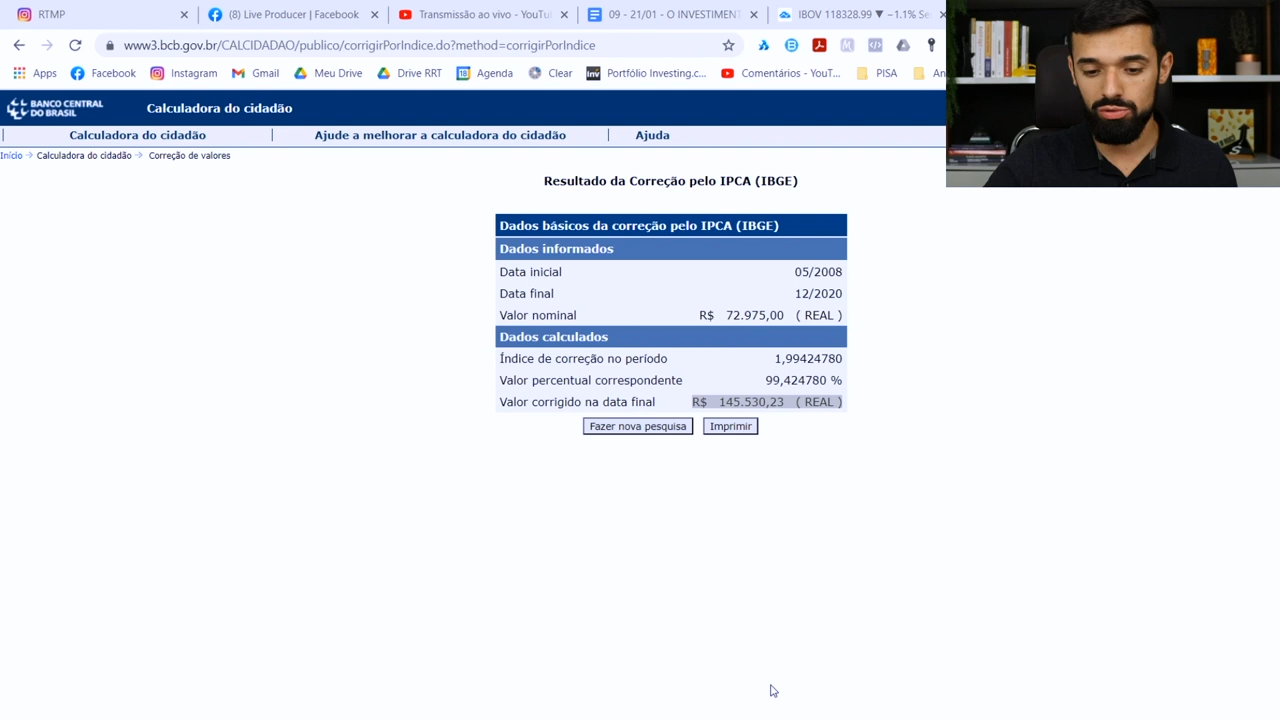 RTMP
(8) Live Producer | Facebook
Transmissão ao vivo - YouTu
09 - 21/01 - O INVESTIMENT
IBOV 118328.99 ▼ −1.1% Se
www3.bcb.gov.br/CALCIDADAO/publico/corrigirPorIndice.do?method=corrigirPorIndice
Apps
Facebook
Instagram
Gmail
Meu Drive
Drive RRT
Agenda
Clear
Inv Portfólio Investing.c...
Comentários - YouT...
PISA
An
BANCO CENTRAL
DO BRASIL
Calculadora do cidadão
Calculadora do cidadão
Ajude a melhorar a calculadora do cidadão
Ajuda
Início → Calculadora do cidadão → Correção de valores
Resultado da Correção pelo IPCA (IBGE)
Dados básicos da correção pelo IPCA (IBGE)
Dados informados
Data inicial 05/2008
Data final 12/2020
Valor nominal R$ 72.975,00 ( REAL )
Dados calculados
Índice de correção no período 1,99424780
Valor percentual correspondente 99,424780 %
Valor corrigido na data final R$ 145.530,23 ( REAL )
Fazer nova pesquisa
Imprimir